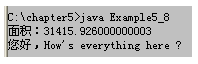 C:\chapter5>java Example5_8
面积：31415.926000000003
您好，How's everything here ?